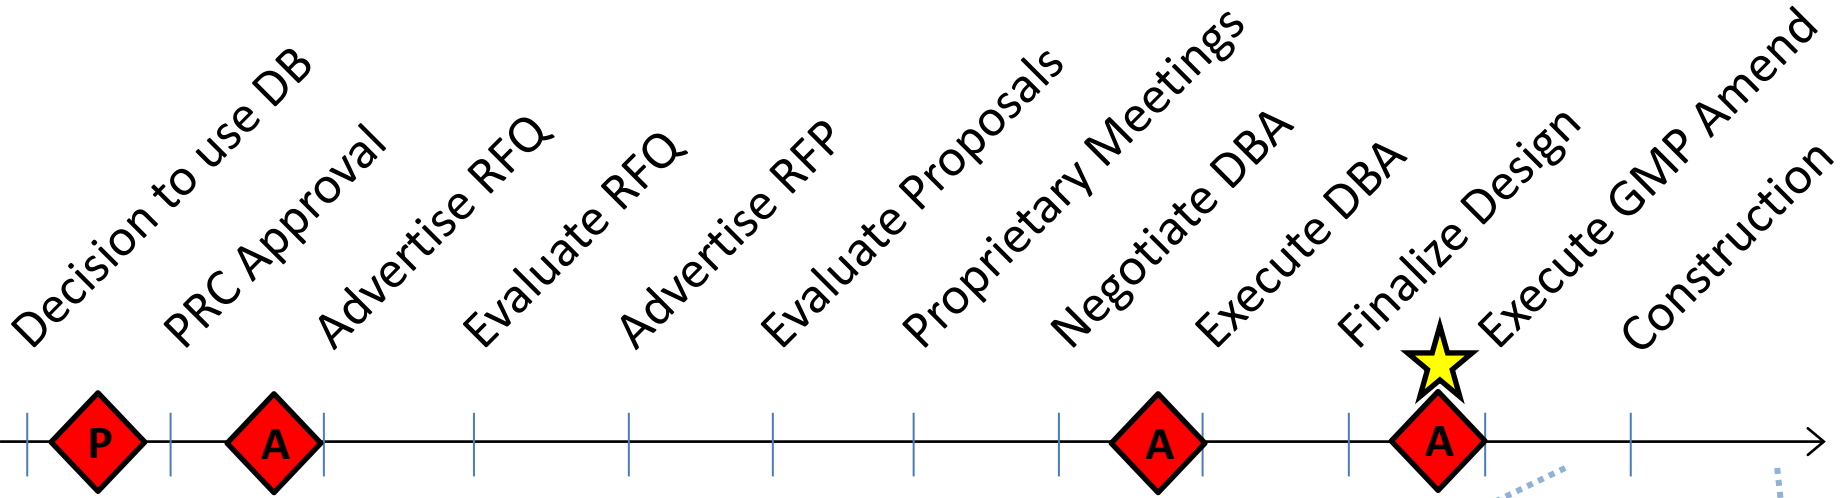 Decision to use DB
PRC Approval
Advertise RFQ
Evaluate RFQ
Advertise RFP
Evaluate Proposals
Proprietary Meetings
Negotiate DBA
Execute DBA
Finalize Design
Execute GMP Amend
Construction
P
A
A
A